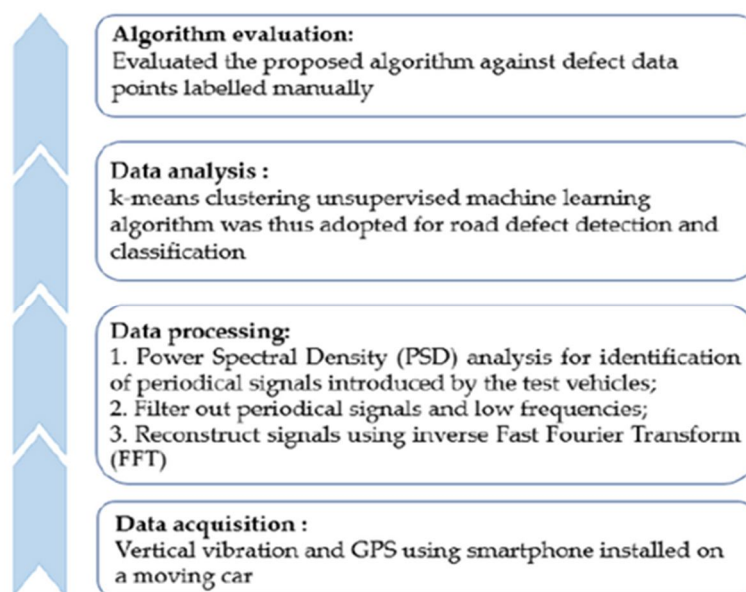 Algorithm evaluation:
Evaluated the proposed algorithm against defect data
points labelled manually
Data analysis :
k-means clustering unsupervised machine learning
algorithm was thus adopted for road defect detection and
classification
Data processing:
1. Power Spectral Density (PSD) analysis for identification
of periodical signals introduced by the test vehicles;
2. Filter out periodical signals and low frequencies;
3. Reconstruct signals using inverse Fast Fourier Transform
(FFT)
Data acquisition :
Vertical vibration and GPS using smartphone installed on
a moving car